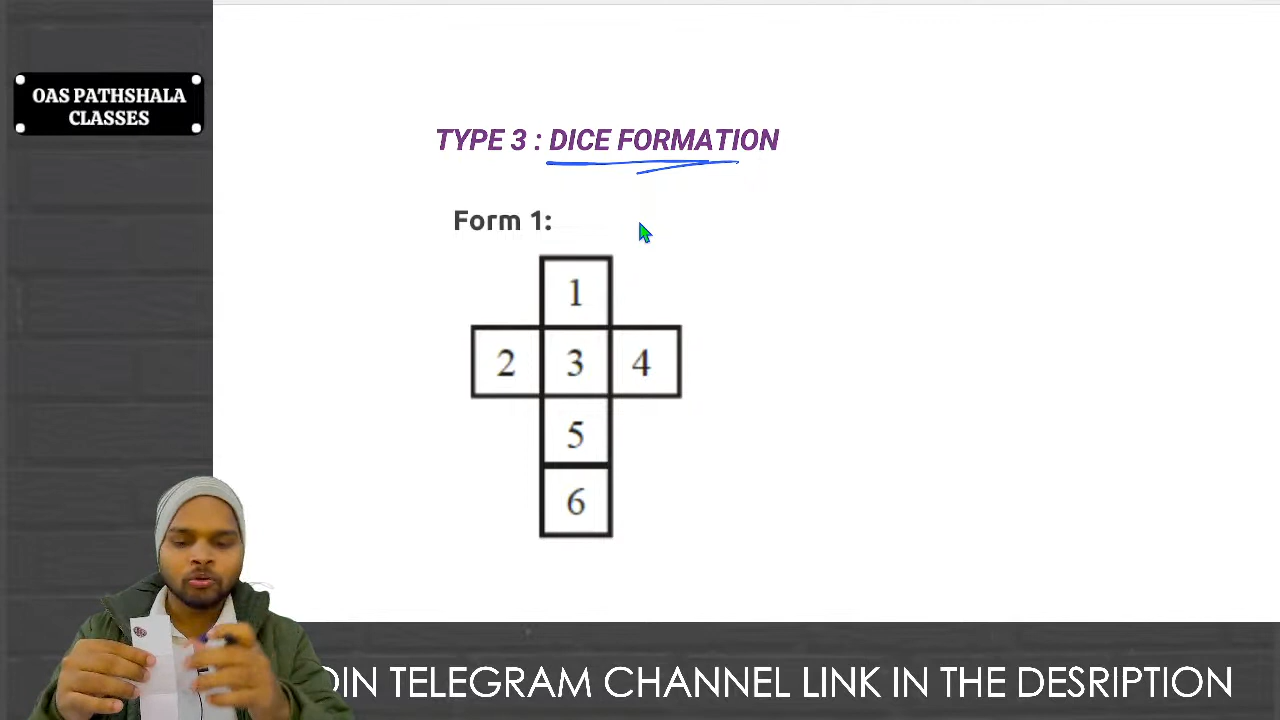 OAS PATHSHALA
CLASSES
TYPE 3 : DICE FORMATION
Form 1:
1
2 3 4
5
6
OIN TELEGRAM CHANNEL LINK IN THE DESRIPTION